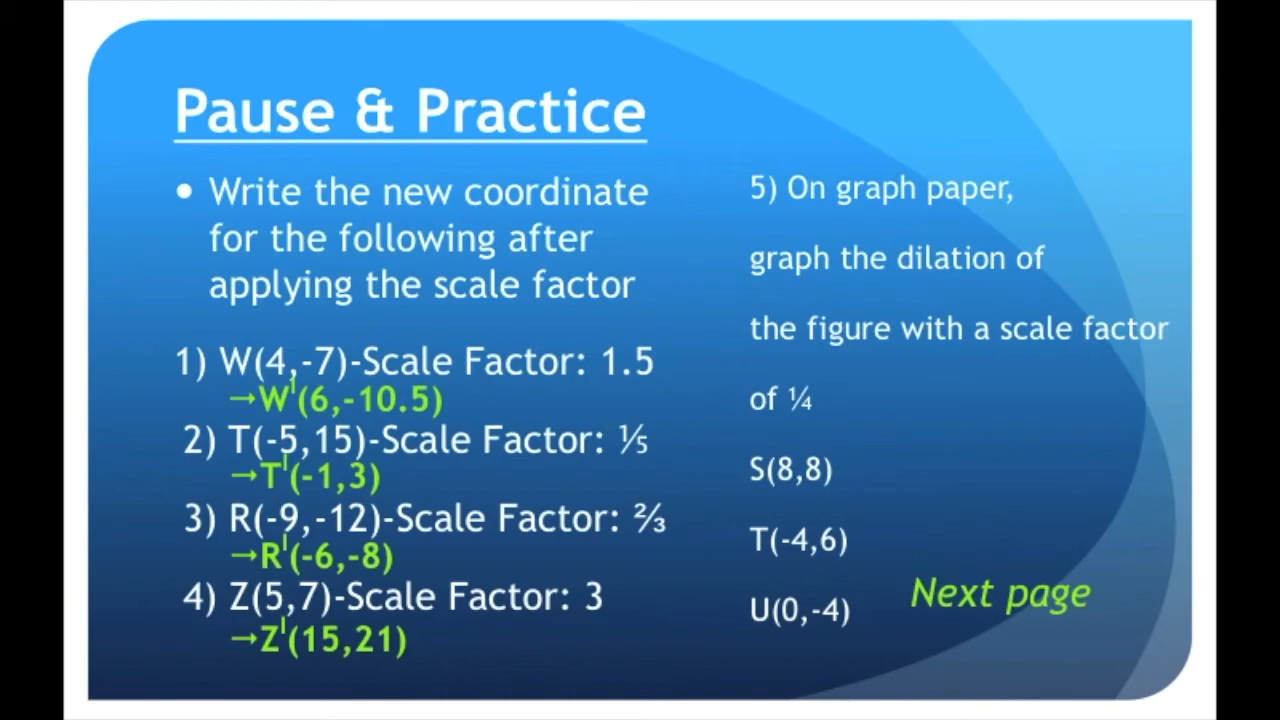 Pause & Practice
• Write the new coordinate
for the following after
applying the scale factor
1) W(4,-7)-Scale Factor: 1.5
→W'(6,-10.5)
2) T(-5,15)-Scale Factor: ⅕
→T'(-1,3)
3) R(-9,-12)-Scale Factor: ⅔
→R'(-6,-8)
4) Z(5,7)-Scale Factor: 3
→Z'(15,21)
5) On graph paper,
graph the dilation of
the figure with a scale factor
of ¼
S(8,8)
T(-4,6)
U(0,-4)
Next page